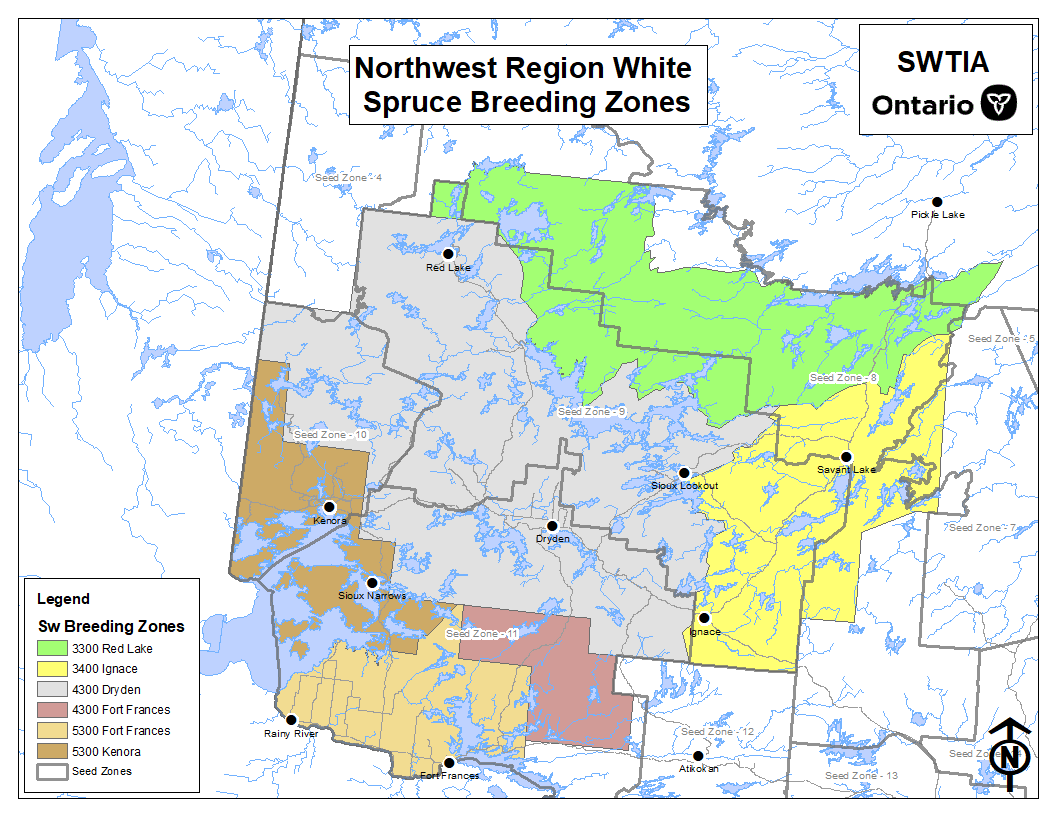 Northwest Region White
Spruce Breeding Zones
SWTIA
Ontario
Seed Zone - 4
Pickle Lake
Red Lake
Seed Zone - 5
Seed Zone - 8
Seed Zone - 9
Seed Zone - 10
Savant Lake
Sioux Lookout
Kenora
Dryden
Seed Zone - 7
Sioux Narrows
Ignace
Seed Zone - 11
Rainy River
Fort Frances
Seed Zone - 12
Atikokan
Seed Zone - 13
Legend
Sw Breeding Zones
3300 Red Lake
3400 Ignace
4300 Dryden
4300 Fort Frances
5300 Fort Frances
5300 Kenora
Seed Zones
N